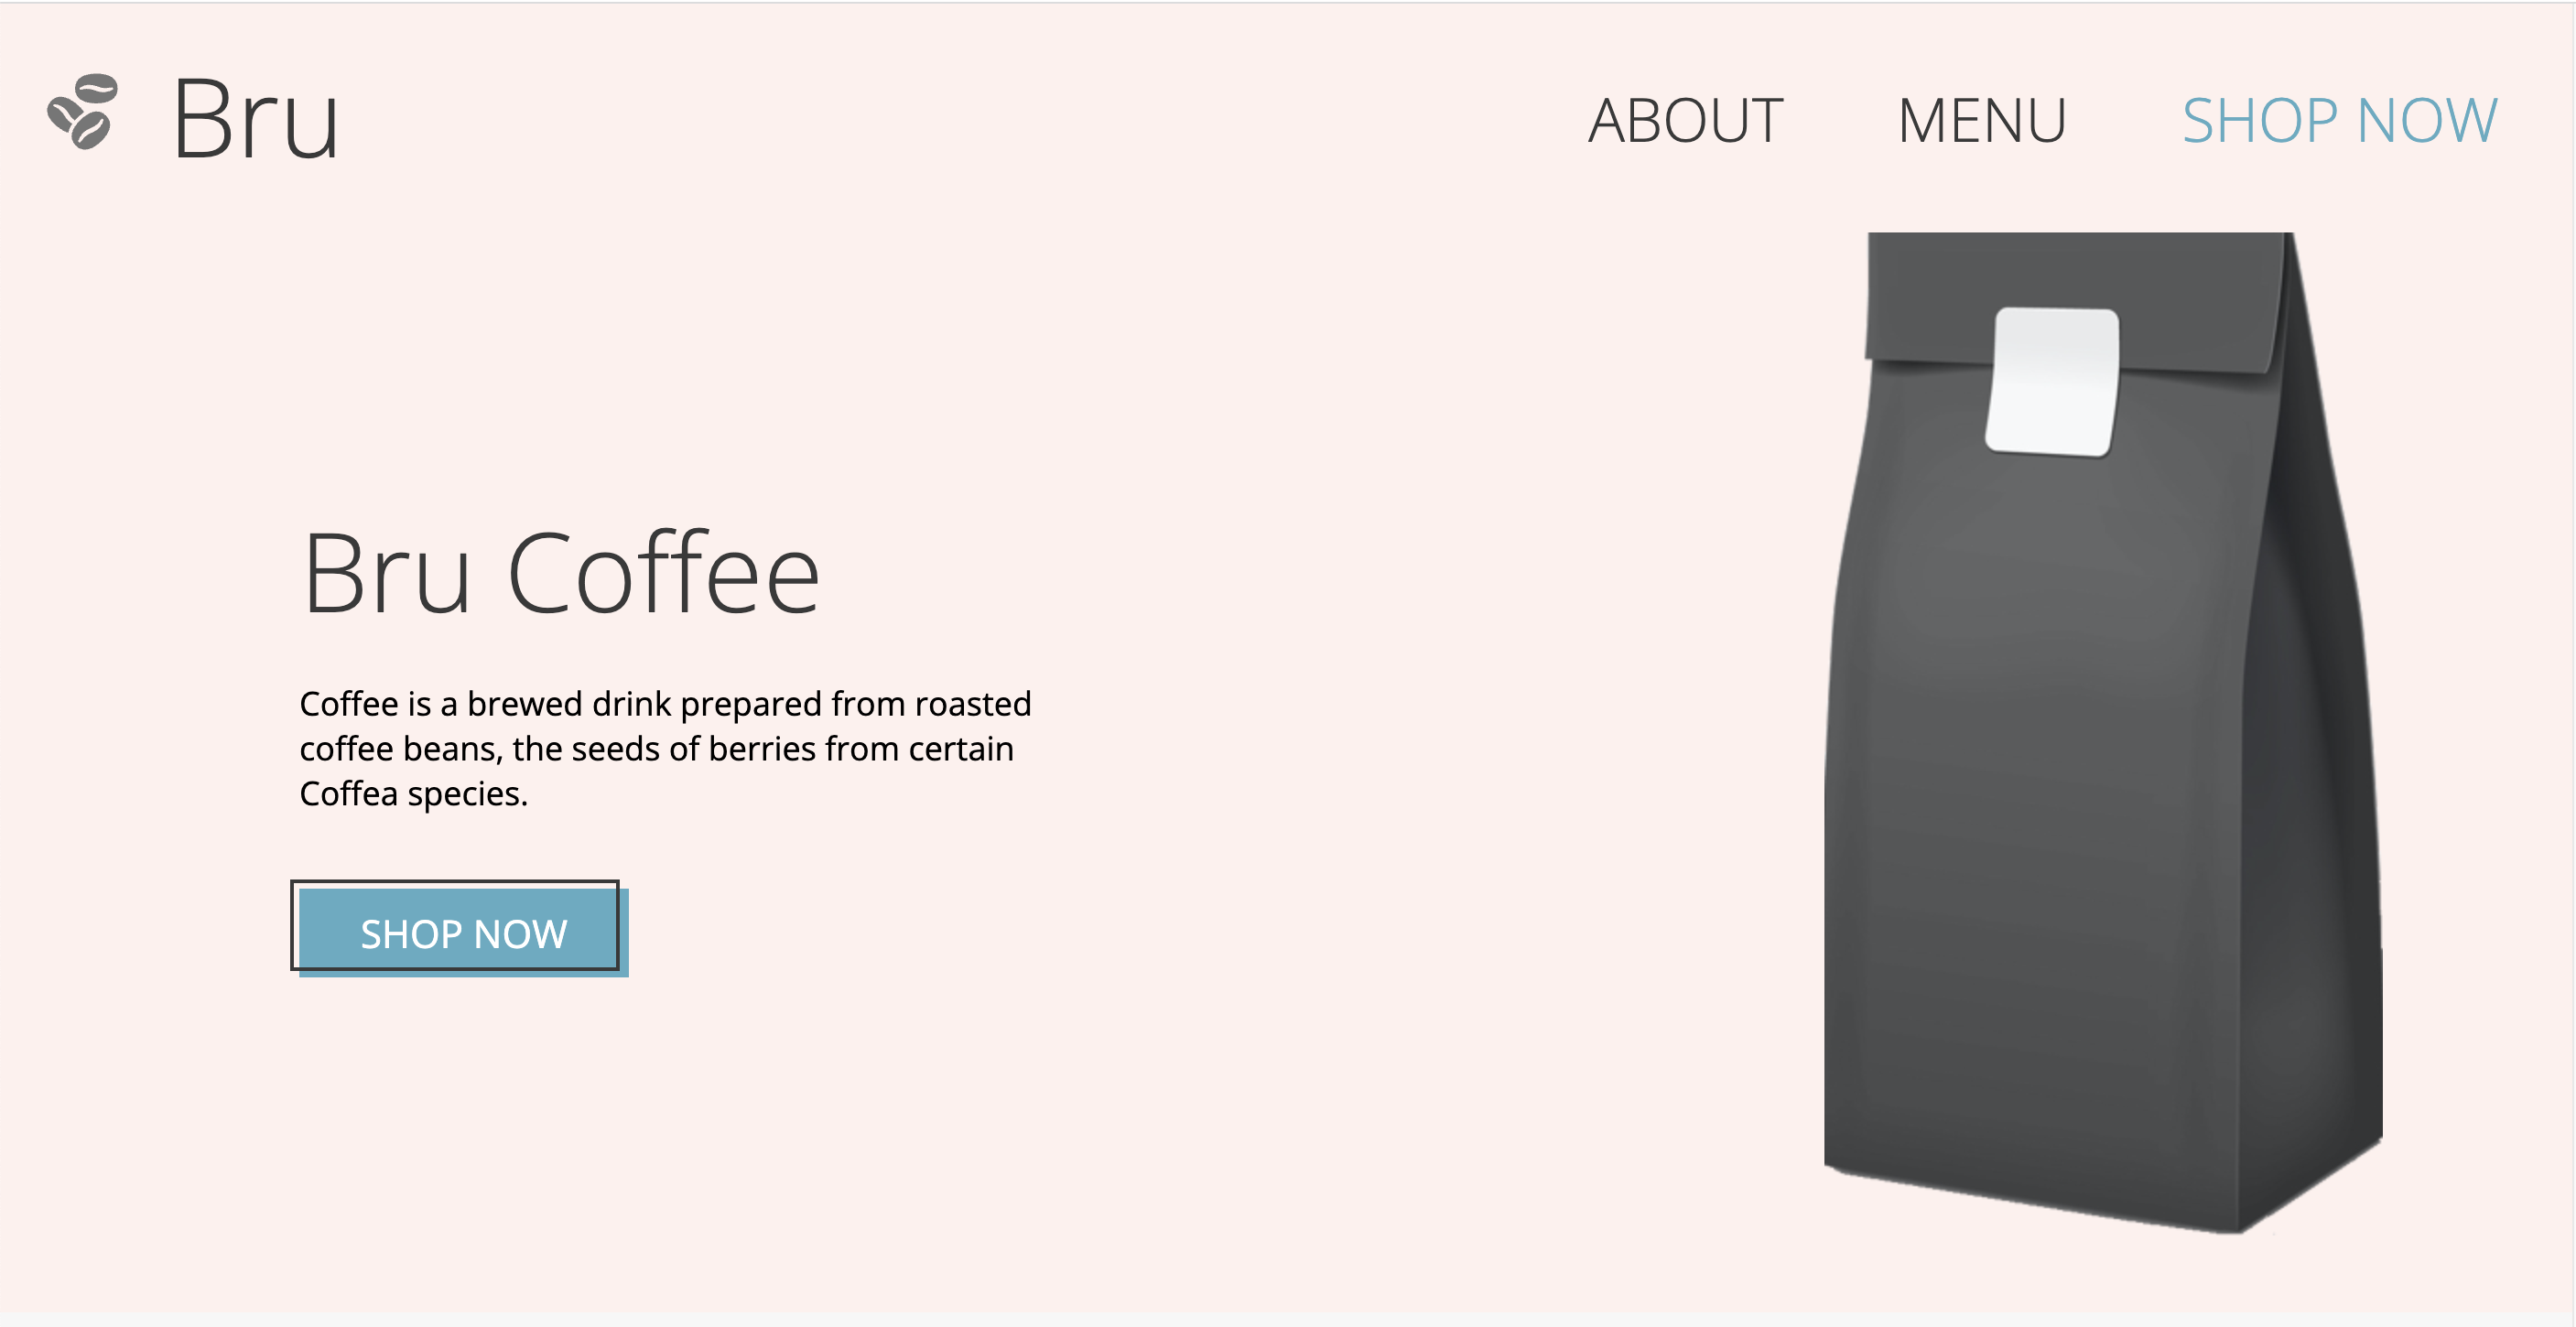 Bru
ABOUT
MENU
SHOP NOW
Bru Coffee
Coffee is a brewed drink prepared from roasted
coffee beans, the seeds of berries from certain
Coffea species.
SHOP NOW